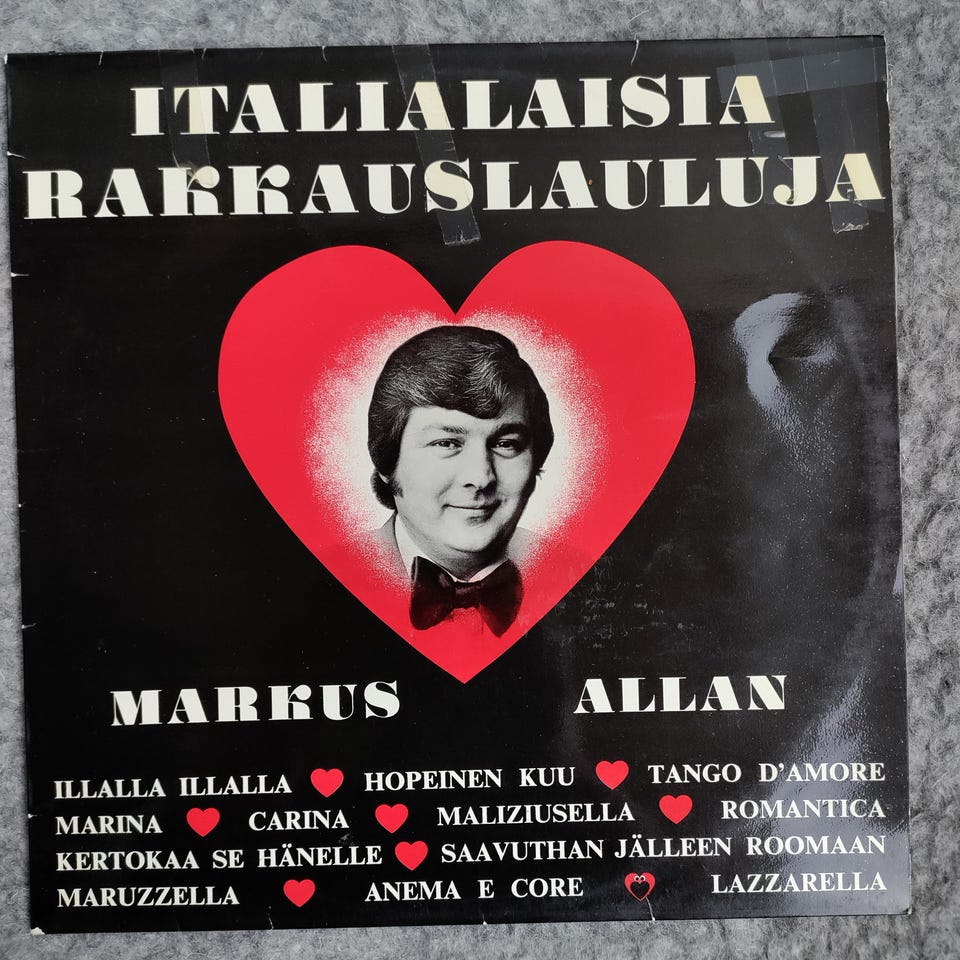 ITALIALAISIA
RAKKAUSLAULUJA
MARKUS ALLAN
ILLALLA ILLALLA HOPEINEN KUU TANGO D'AMORE
MARINA CARINA MALIZIUSELLA ROMANTICA
KERTOKAA SE HÄNELLE SAAVUTHAN JÄLLEEN ROOMAAN
MARUZZELLA ANEMA E CORE LAZZARELLA